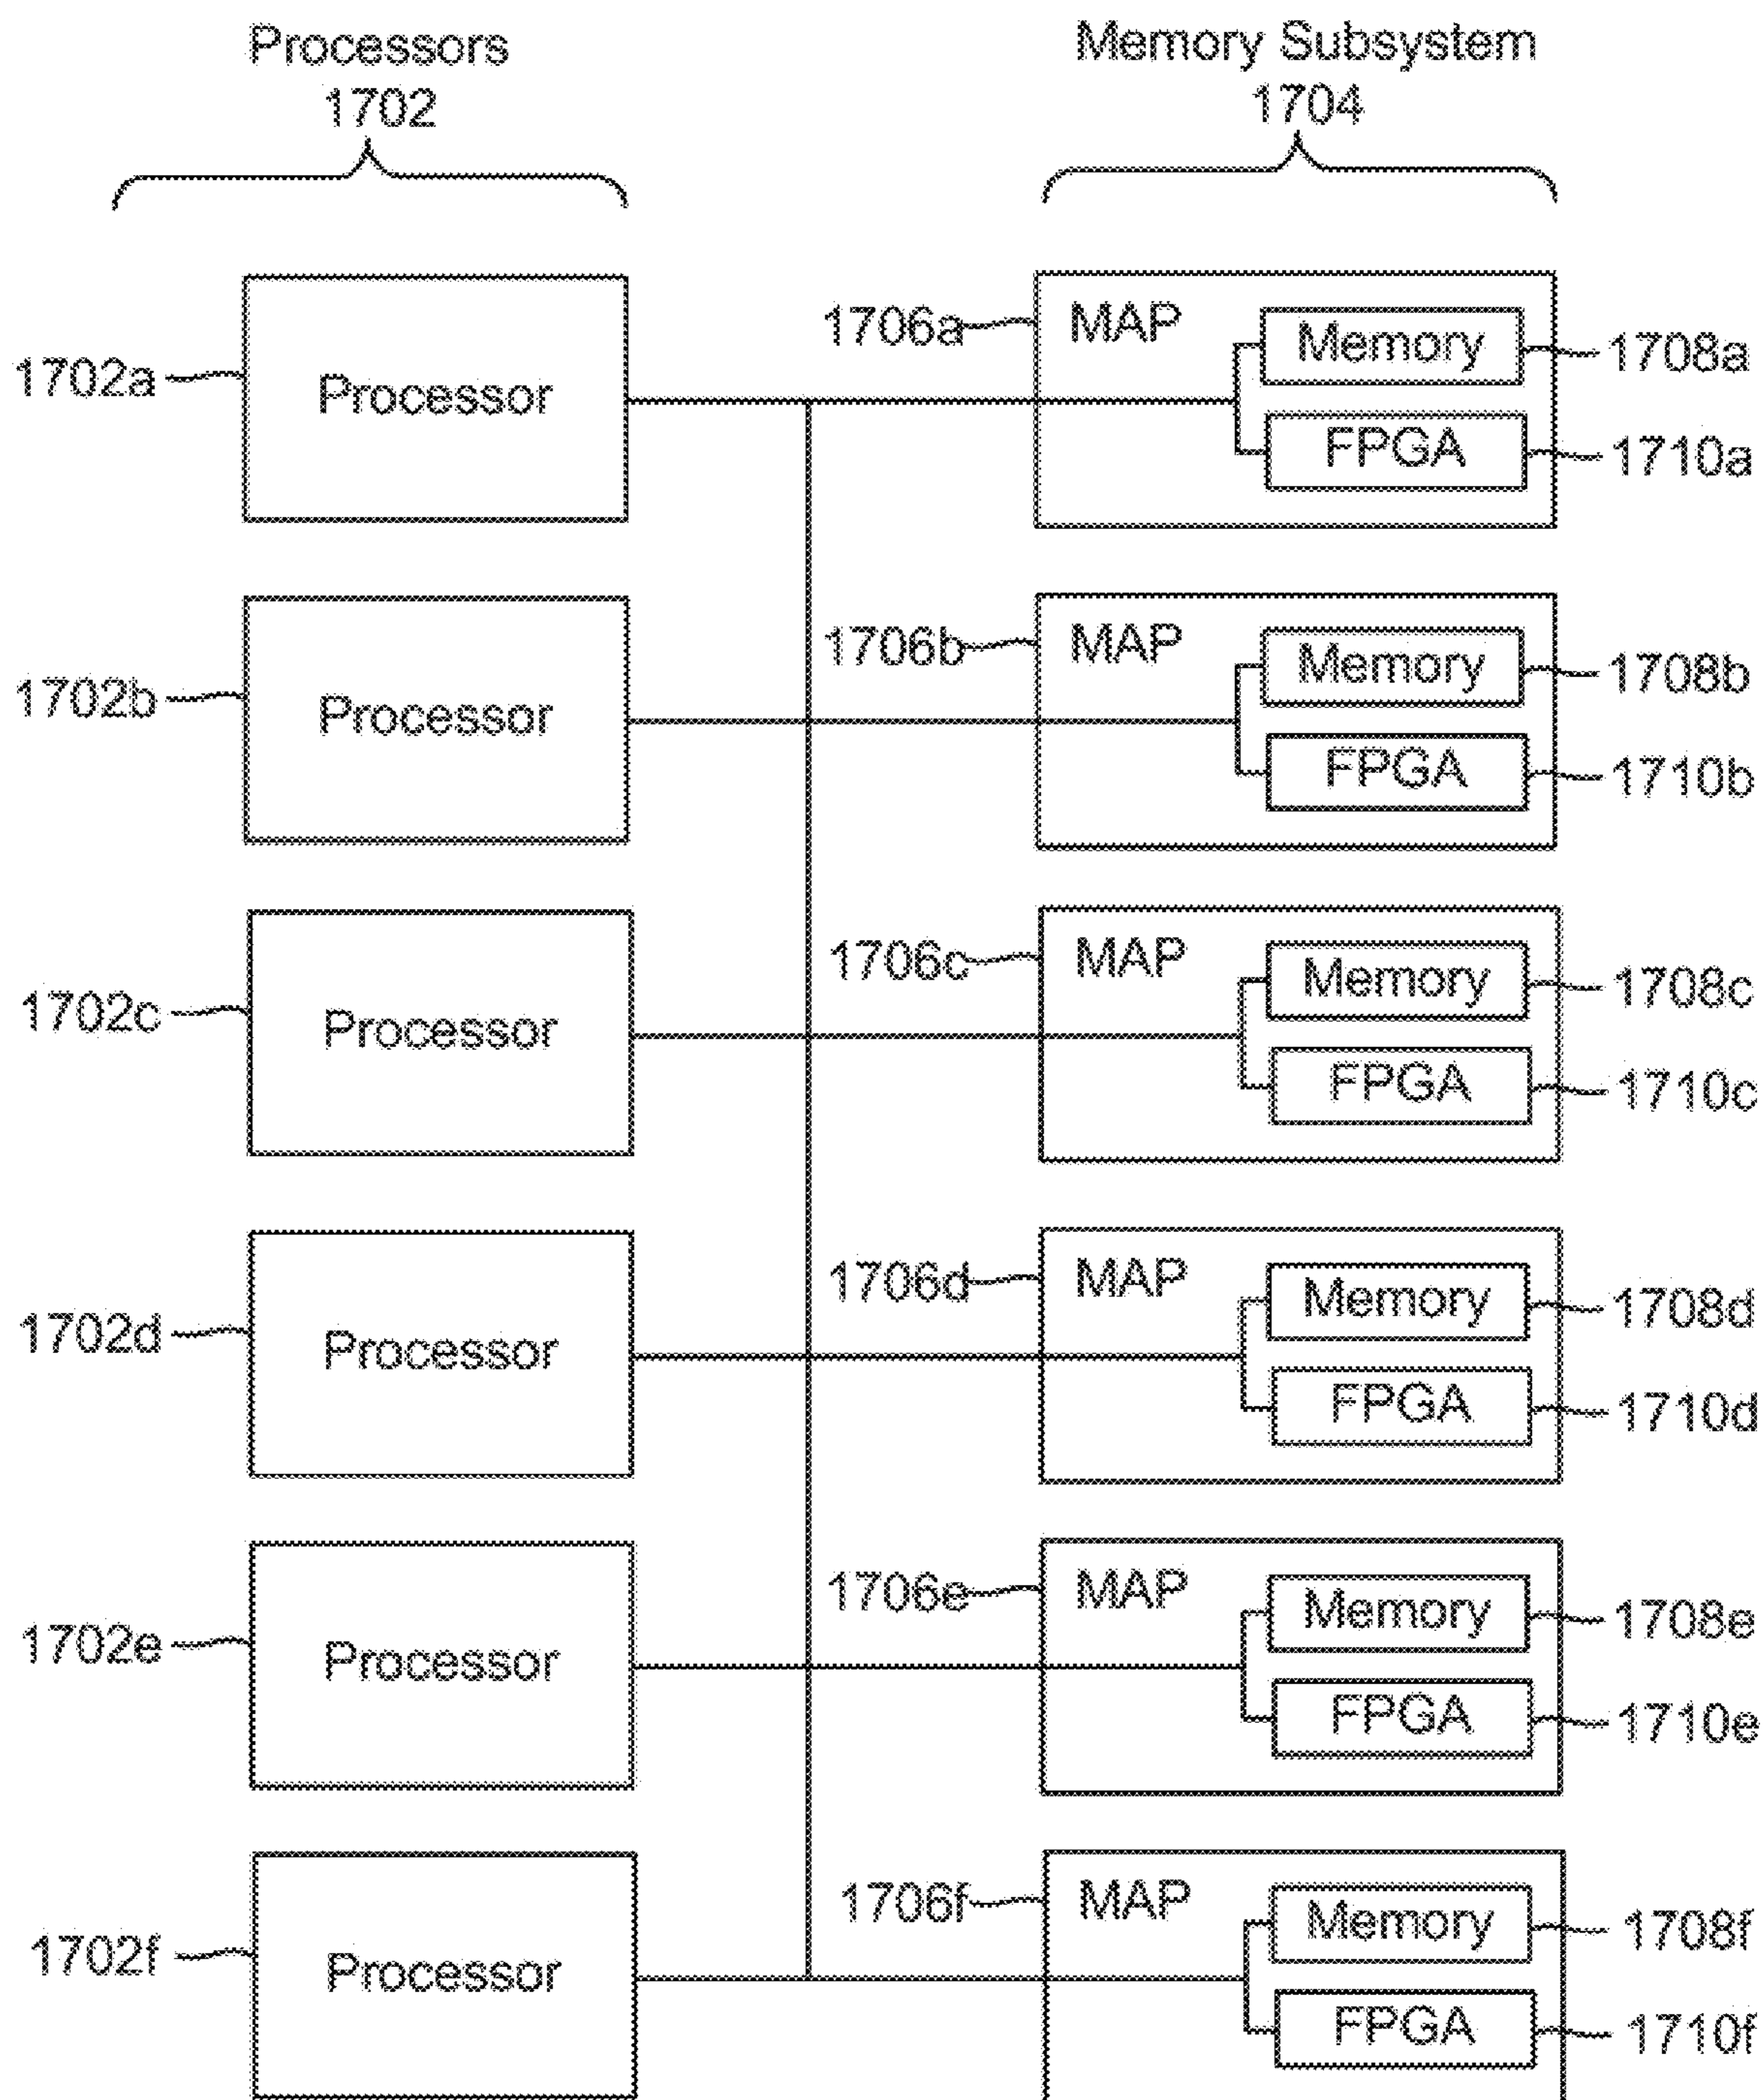 Processors
1702
Memory Subsystem
1704
1702a
Processor
1706a
MAP
Memory
1708a
FPGA
1710a
1702b
Processor
1706b
MAP
Memory
1708b
FPGA
1710b
1702c
Processor
1706c
MAP
Memory
1708c
FPGA
1710c
1702d
Processor
1706d
MAP
Memory
1708d
FPGA
1710d
1702e
Processor
1706e
MAP
Memory
1708e
FPGA
1710e
1702f
Processor
1706f
MAP
Memory
1708f
FPGA
1710f